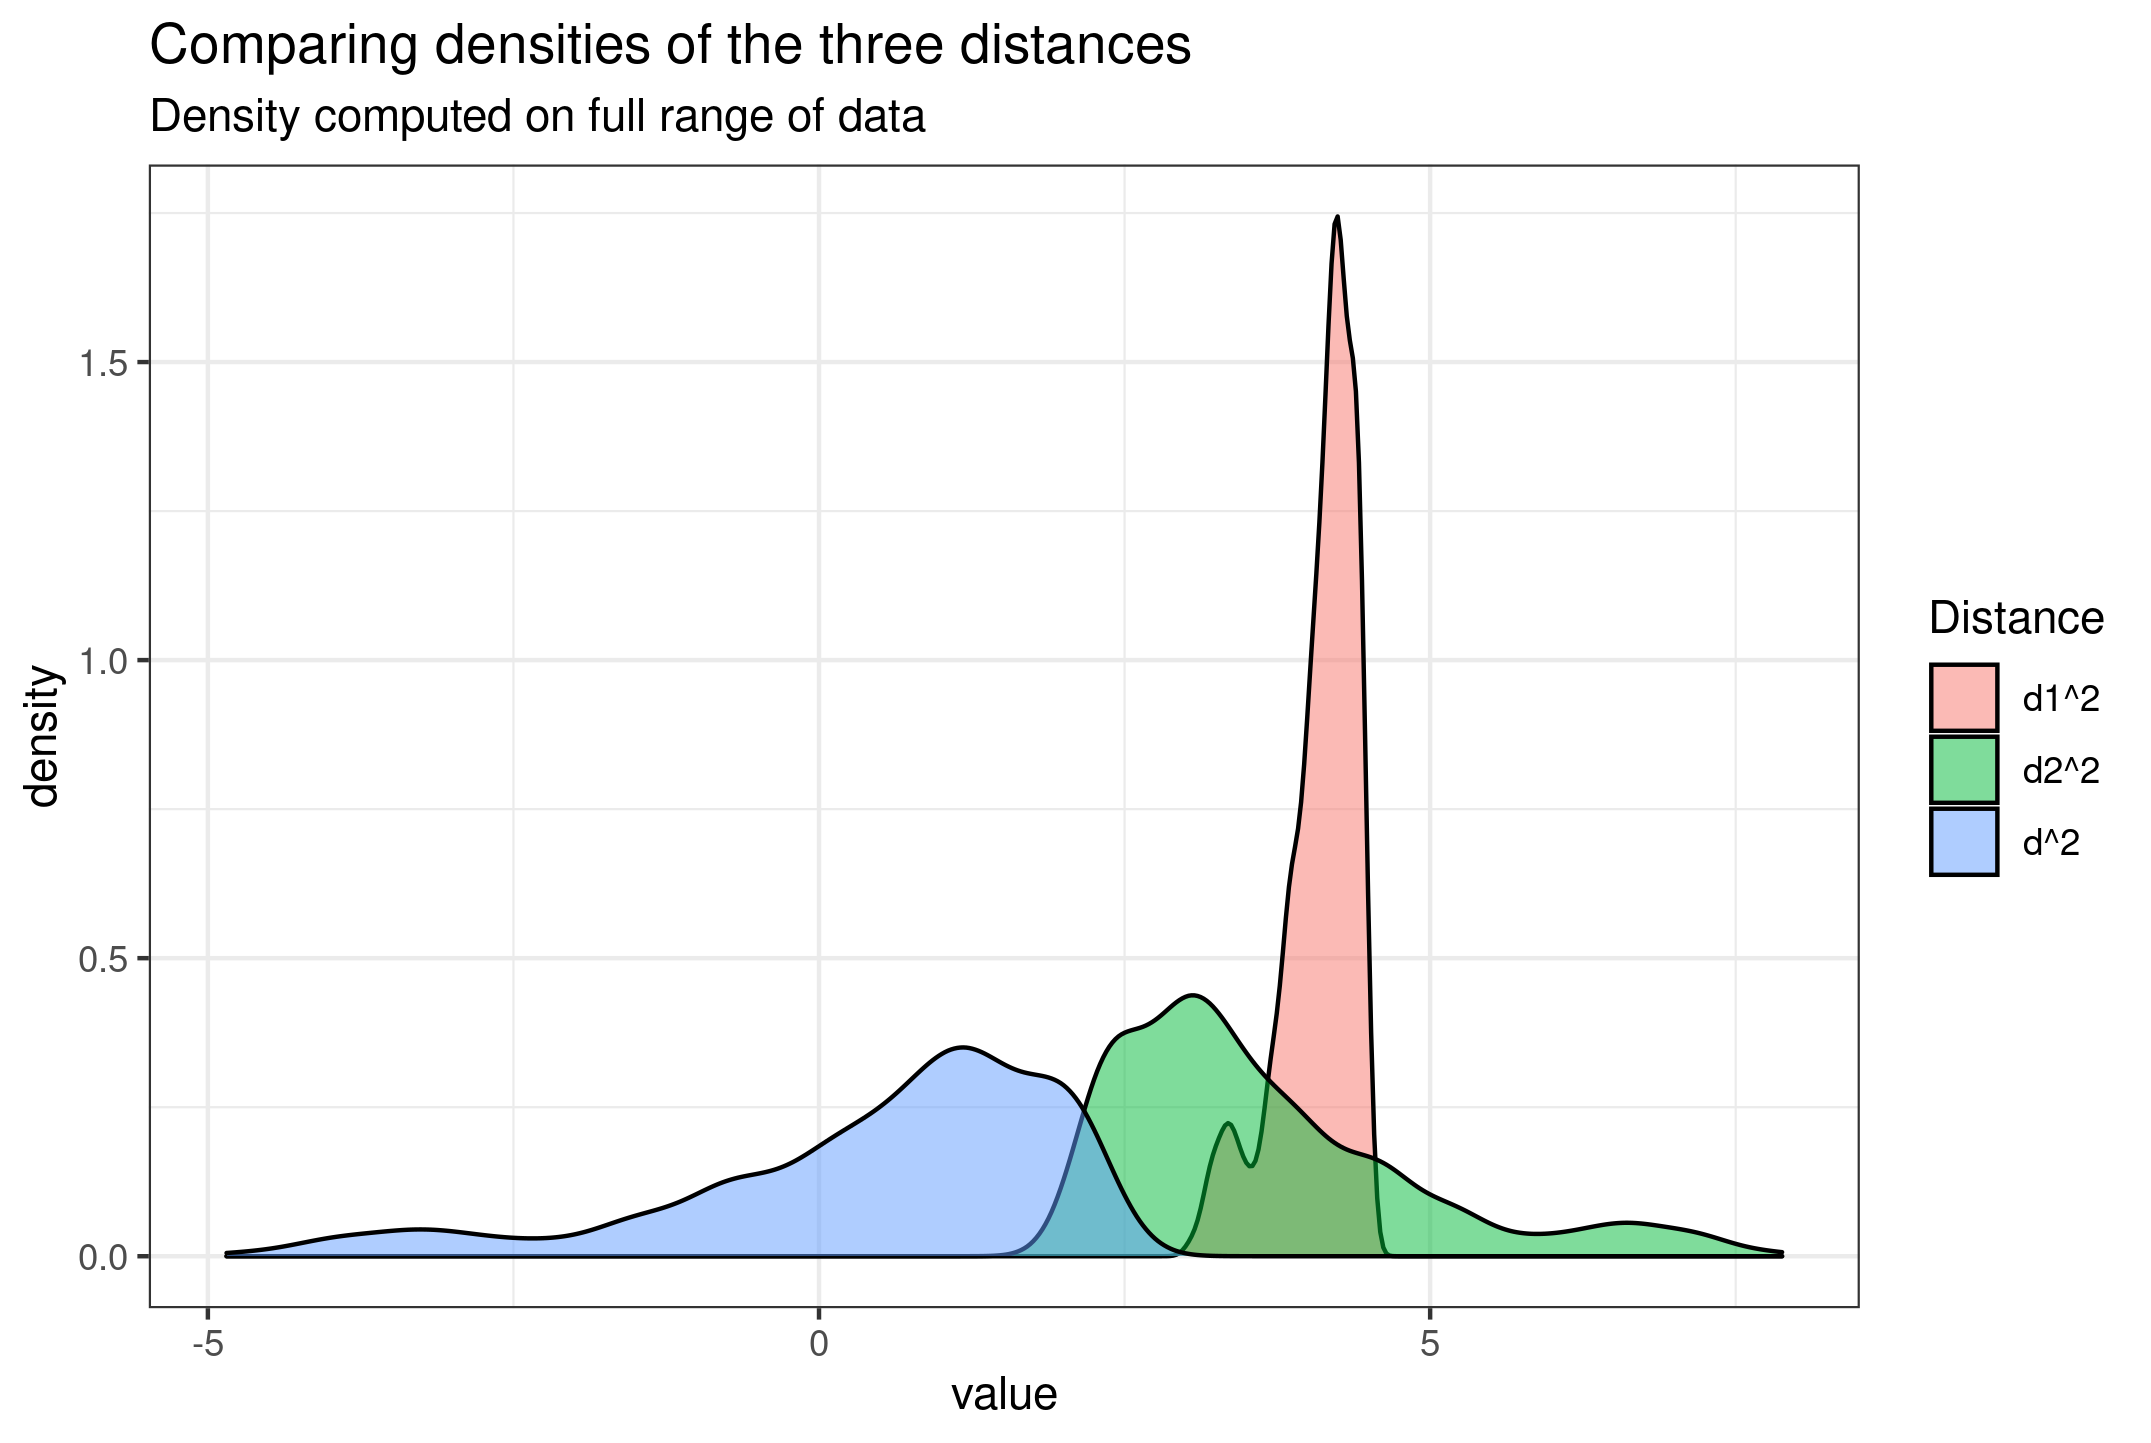 Comparing densities of the three distances
Density computed on full range of data
density
1.5
1.0
0.5
0.0
-5
0
5
value
Distance
d1^2
d2^2
d^2